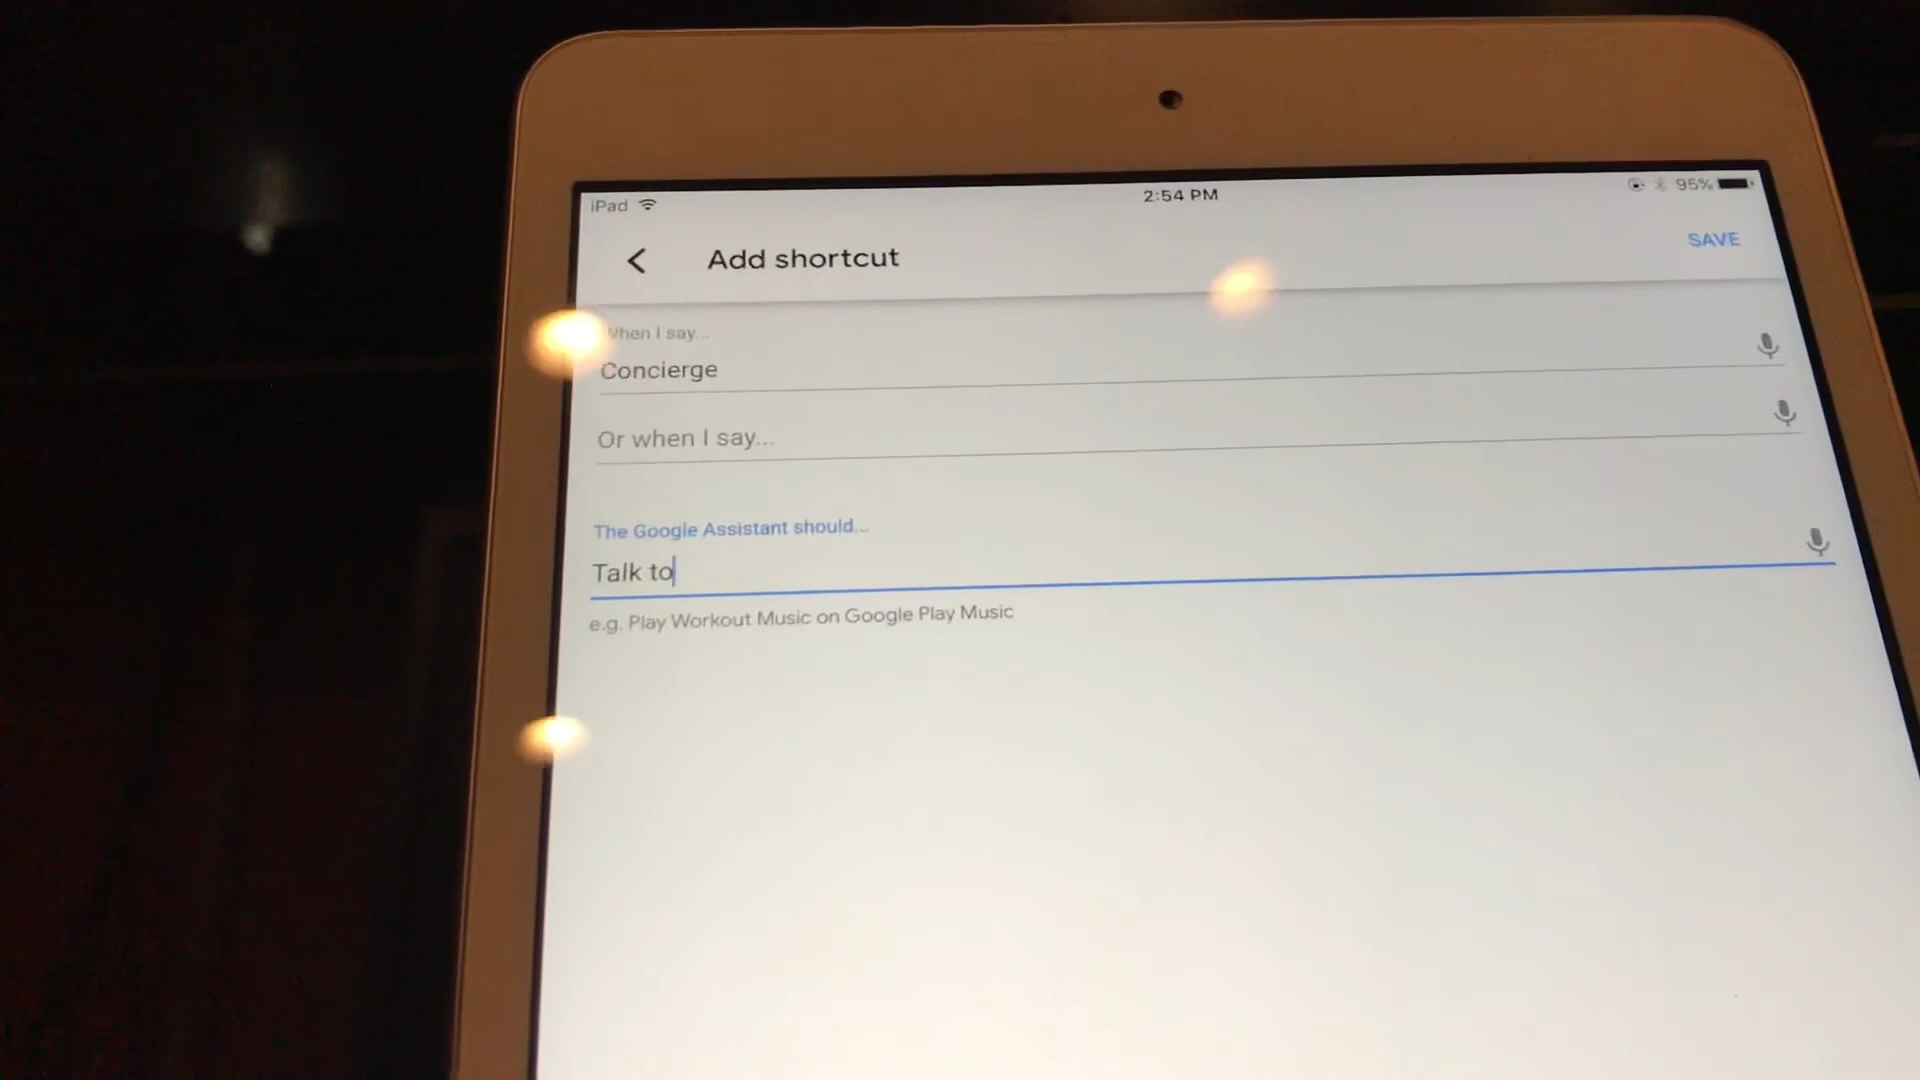 iPad
2:54 PM
95%
Add shortcut
SAVE
When I say...
Concierge
Or when I say...
The Google Assistant should...
Talk to
e.g. Play Workout Music on Google Play Music